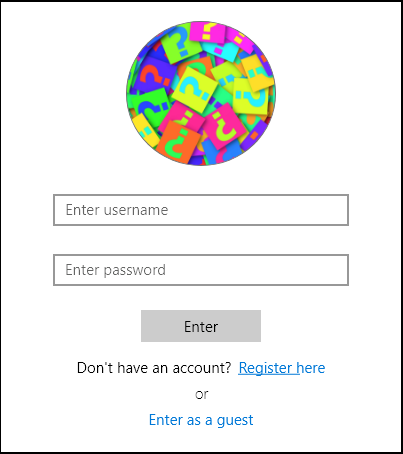 Enter username
Enter password
Enter
Don't have an account? Register here
or
Enter as a guest